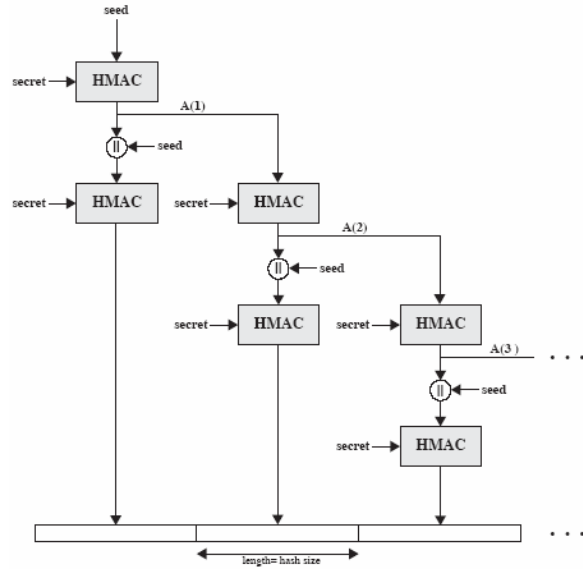 seed
secret HMAC
A(1)
|| seed
secret HMAC secret HMAC
A(2)
|| seed
secret HMAC secret HMAC
A(3 ) . . .
|| seed
secret HMAC
. . .
length= hash size